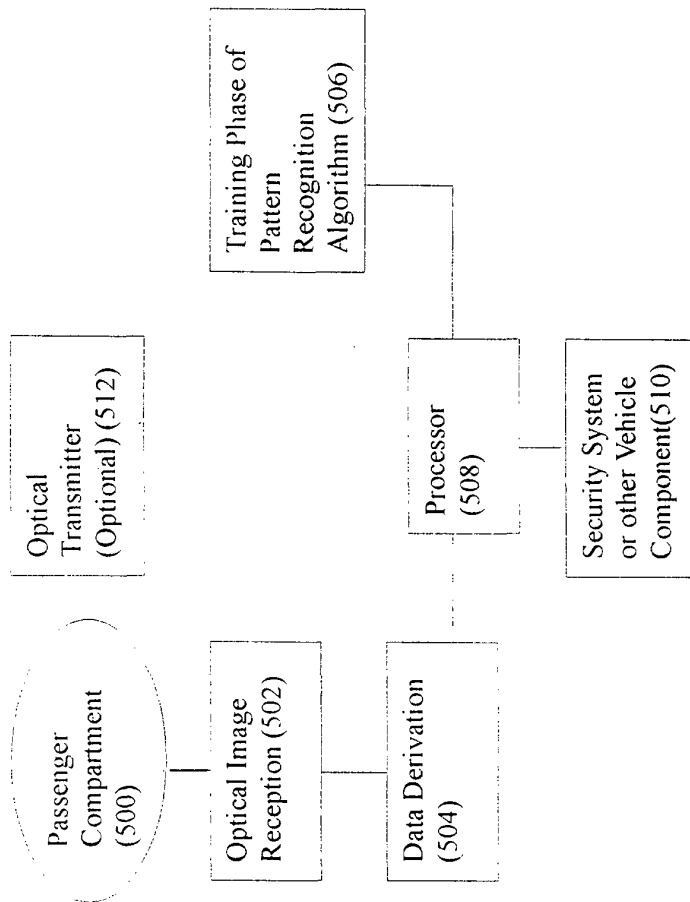 Passenger
Compartment
(500)
Optical
Transmitter
(Optional) (512)
Optical Image
Reception (502)
Training Phase of
Pattern
Recognition
Algorithm (506)
Data Derivation
(504)
Processor
(508)
Security System
or other Vehicle
Component(510)